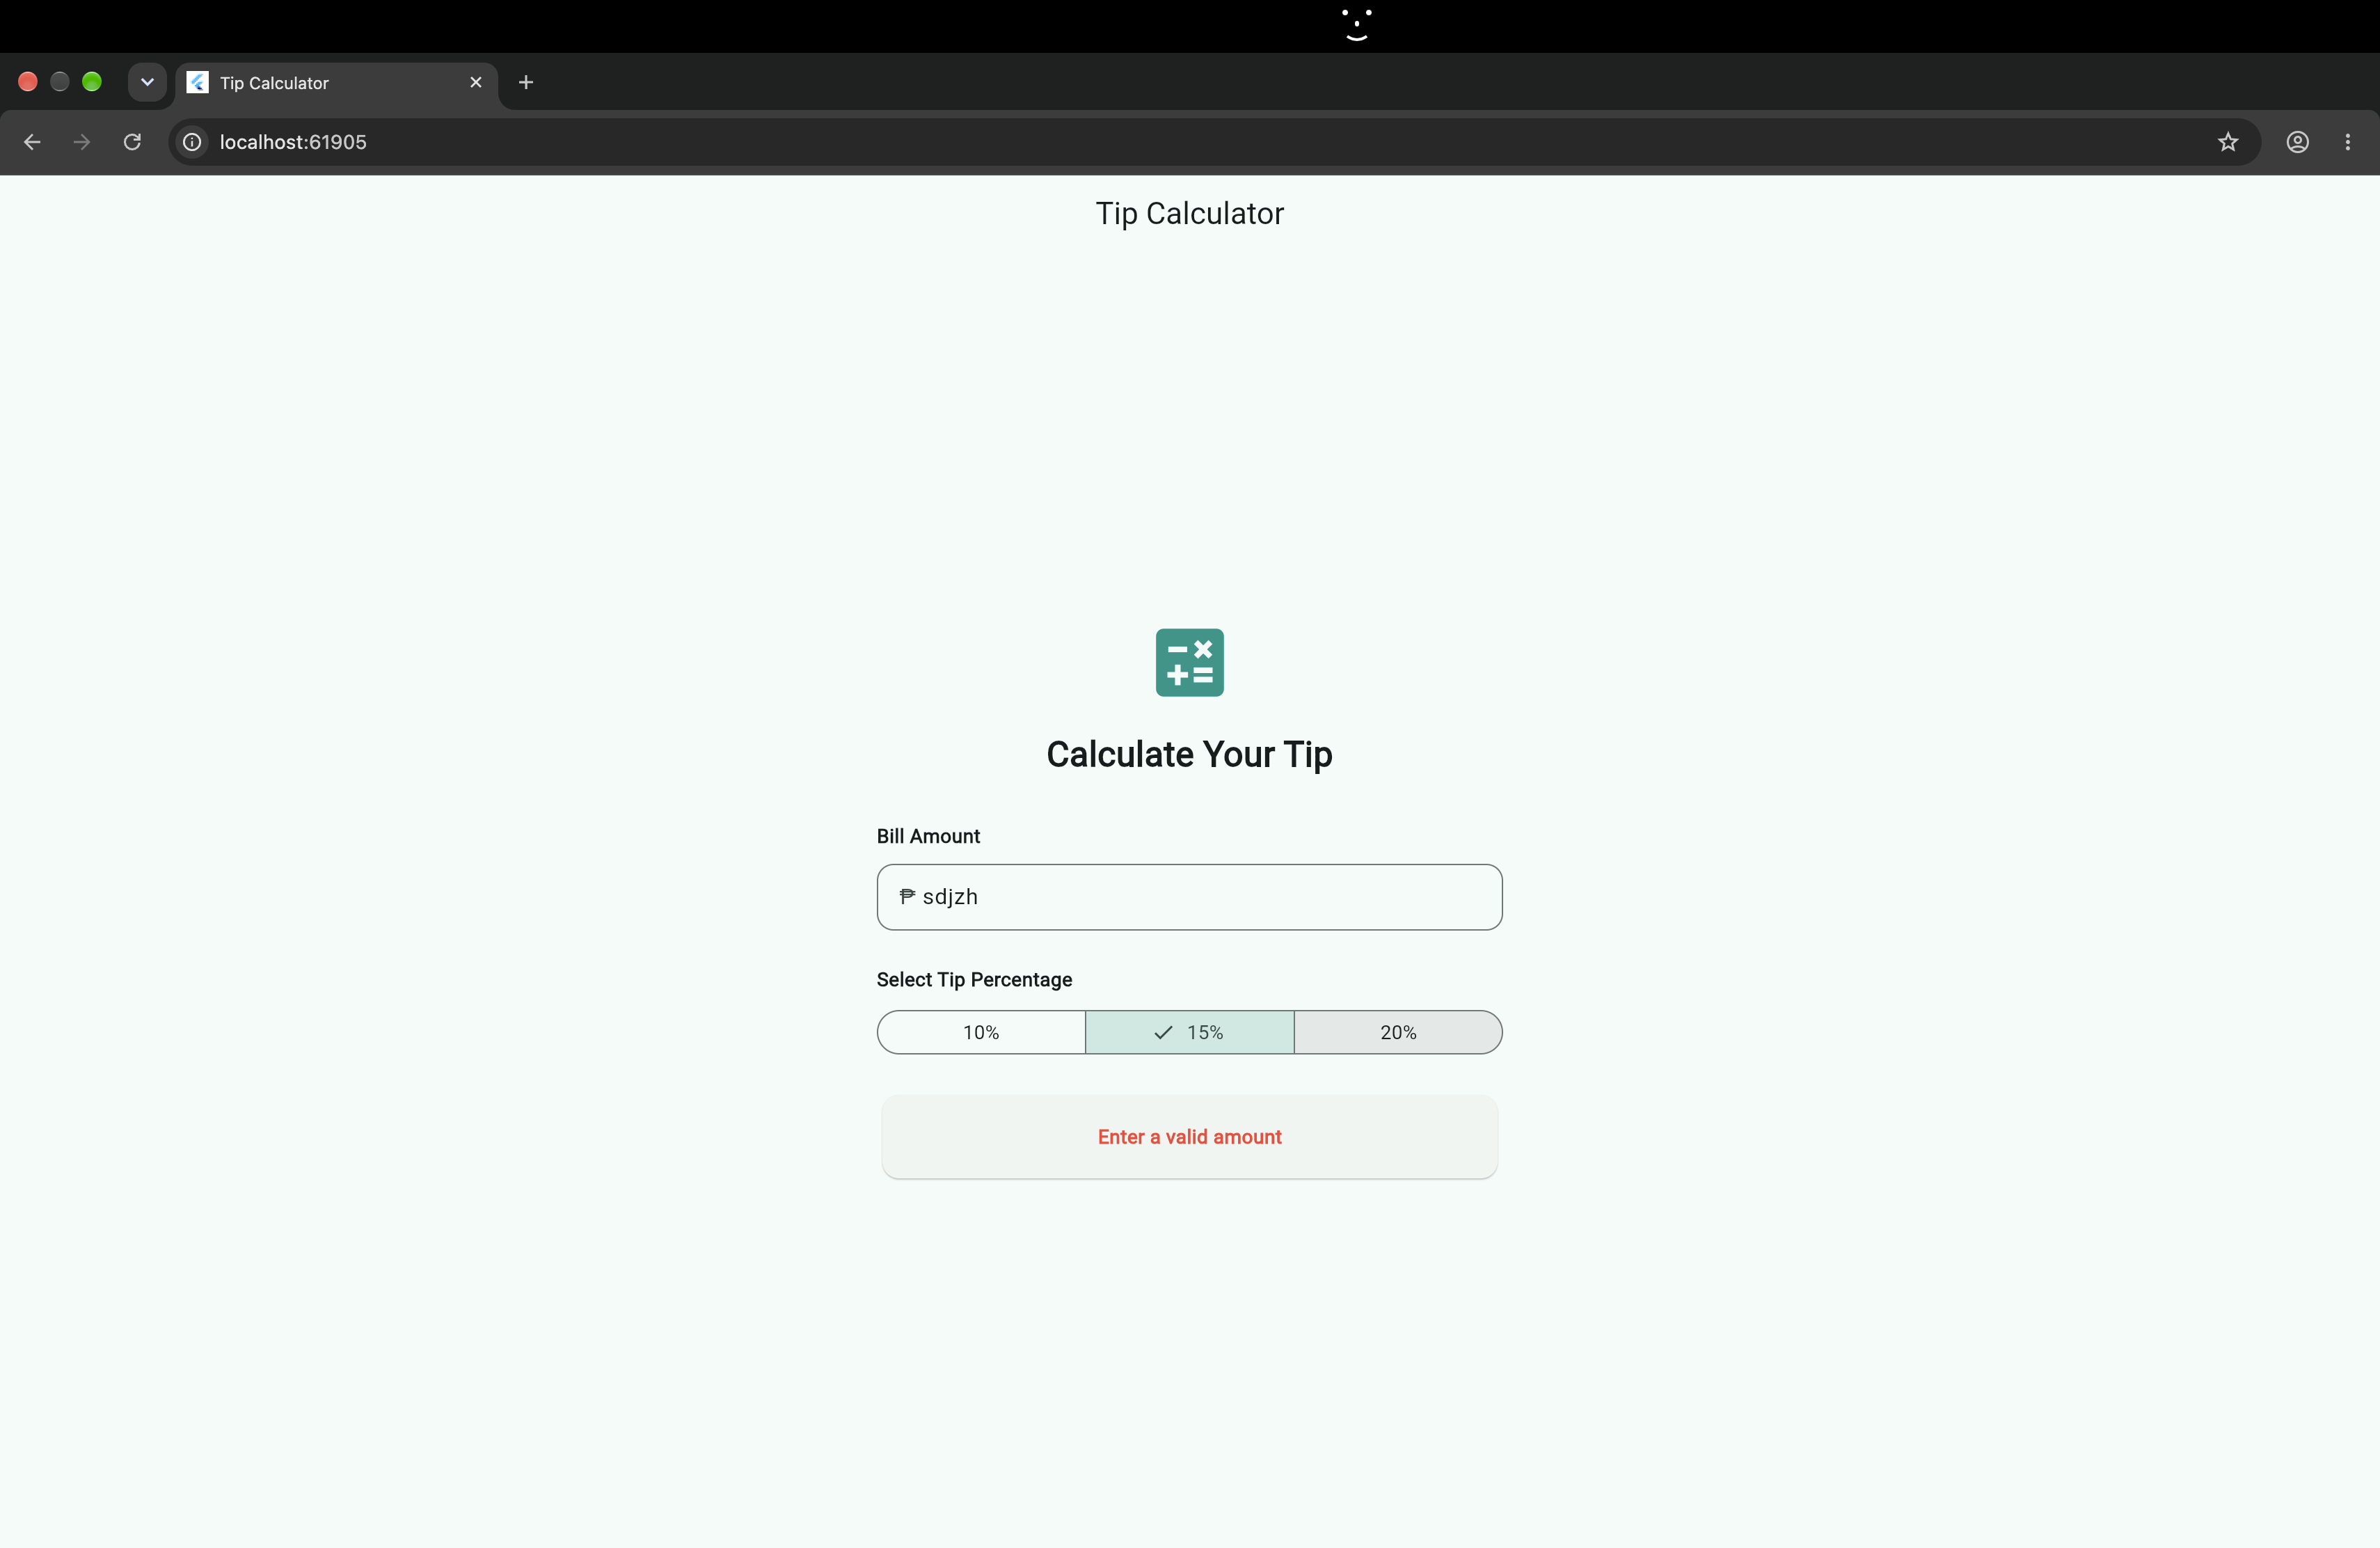 Tip Calculator
localhost:61905
Tip Calculator
Calculate Your Tip
Bill Amount
₱ sdjzh
Select Tip Percentage
10% 15% 20%
Enter a valid amount